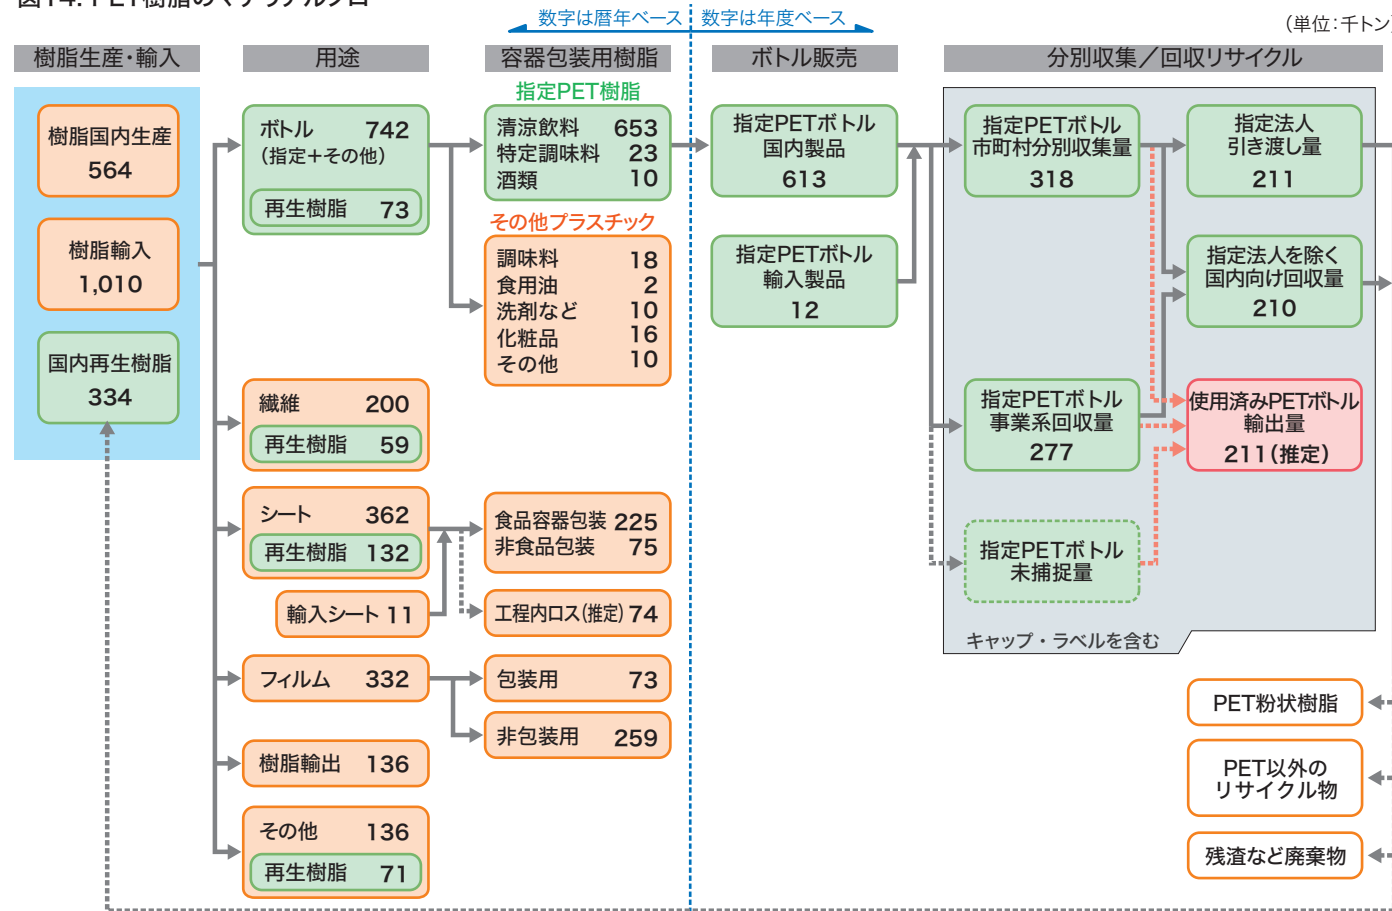 図14. PET樹脂のマテリアルフロー
数字は暦年ベース
数字は年度ベース
(単位:千トン)
樹脂生産・輸入
用途
容器包装用樹脂
ボトル販売
分別収集／回収リサイクル
樹脂国内生産
564
樹脂輸入
1,010
国内再生樹脂
334
ボトル 742
(指定+その他)
再生樹脂 73
繊維 200
再生樹脂 59
シート 362
再生樹脂 132
輸入シート 11
フィルム 332
樹脂輸出 136
その他 136
再生樹脂 71
指定PET樹脂
清涼飲料 653
特定調味料 23
酒類 10
その他プラスチック
調味料 18
食用油 2
洗剤など 10
化粧品 16
その他 10
食品容器包装 225
非食品包装 75
工程内ロス(推定) 74
包装用 73
非包装用 259
指定PETボトル
国内製品
613
指定PETボトル
輸入製品
12
指定PETボトル
市町村分別収集量
318
指定PETボトル
事業系回収量
277
指定PETボトル
未捕捉量
キャップ・ラベルを含む
指定法人
引き渡し量
211
指定法人を除く
国内向け回収量
210
使用済みPETボトル
輸出量
211(推定)
PET粉状樹脂
PET以外の
リサイクル物
残渣など廃棄物